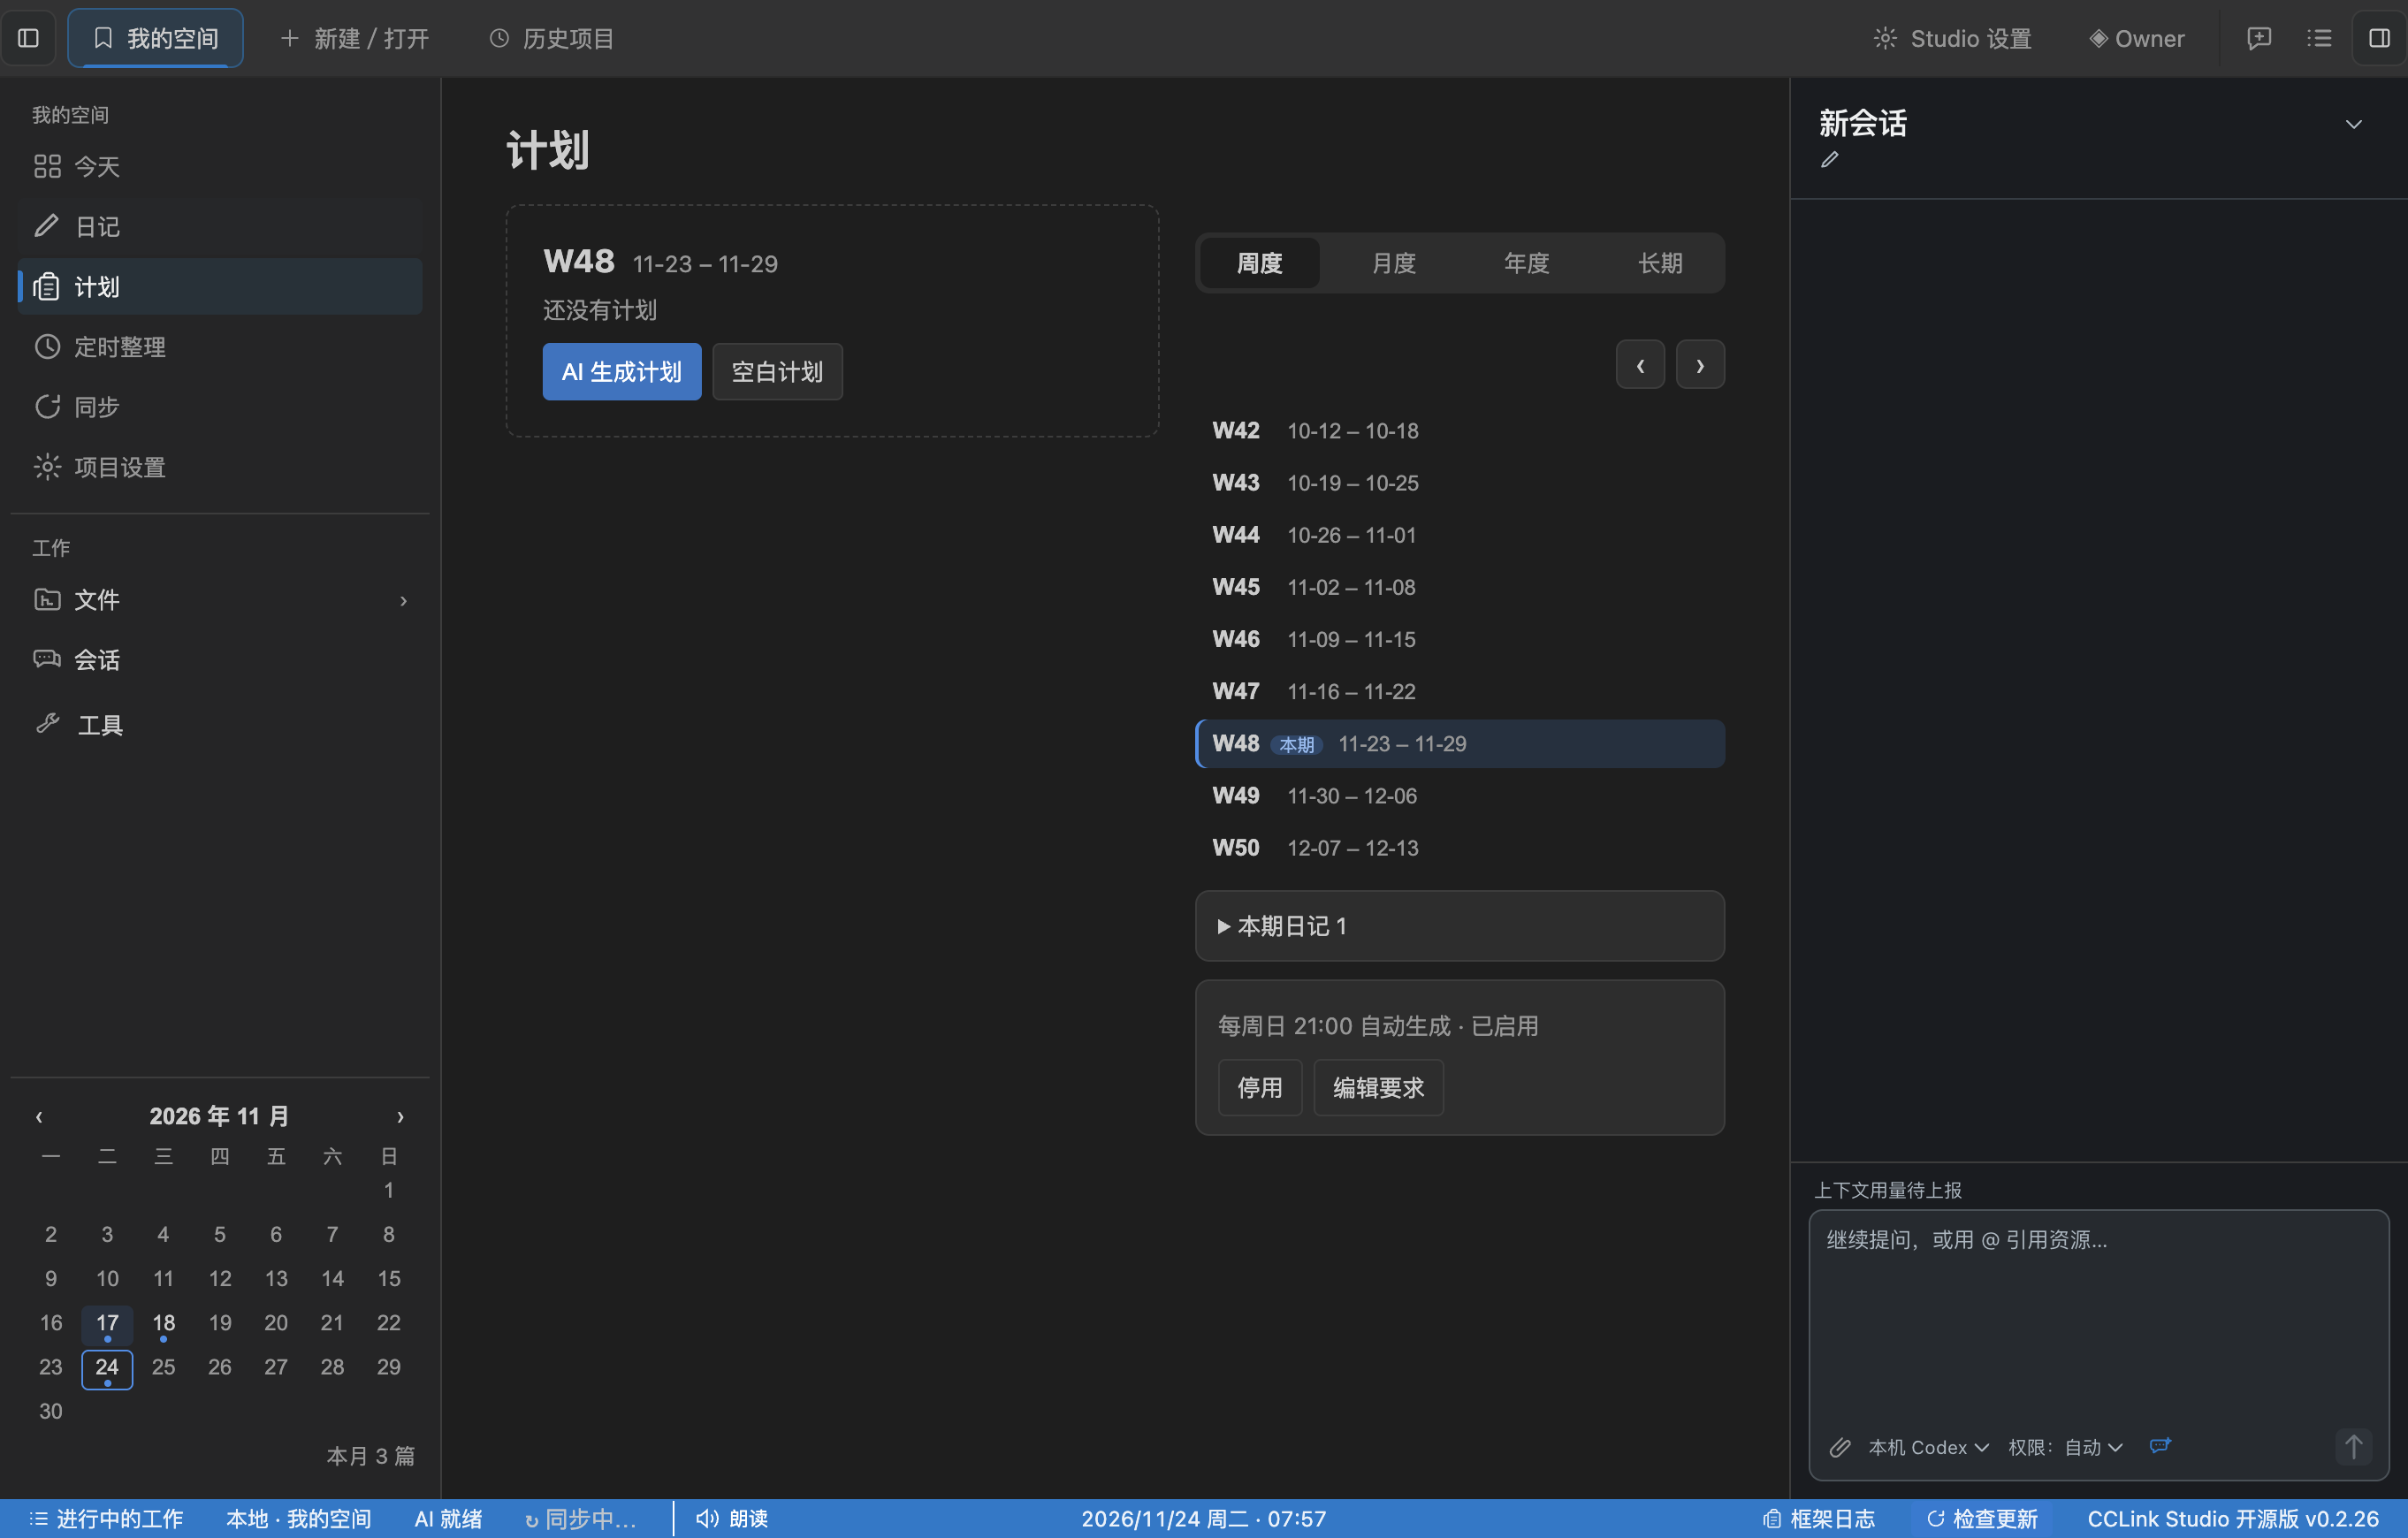 我的空间
新建 / 打开
历史项目
Studio 设置
Owner
我的空间
今天
日记
计划
定时整理
同步
项目设置
工作
文件
会话
工具
2026 年 11 月
一 二 三 四 五 六 日
1
2 3 4 5 6 7 8
9 10 11 12 13 14 15
16 17 18 19 20 21 22
23 24 25 26 27 28 29
30
本月 3 篇
计划
W48 11-23 – 11-29
还没有计划
AI 生成计划 空白计划
周度 月度 年度 长期
W42 10-12 – 10-18
W43 10-19 – 10-25
W44 10-26 – 11-01
W45 11-02 – 11-08
W46 11-09 – 11-15
W47 11-16 – 11-22
W48 本期 11-23 – 11-29
W49 11-30 – 12-06
W50 12-07 – 12-13
本期日记 1
每周日 21:00 自动生成 · 已启用
停用 编辑要求
新会话
上下文用量待上报
继续提问，或用 @ 引用资源...
本机 Codex 权限：自动
进行中的工作 本地 · 我的空间 AI 就绪 同步中... 朗读 2026/11/24 周二 · 07:57 框架日志 检查更新 CCLink Studio 开源版 v0.2.26